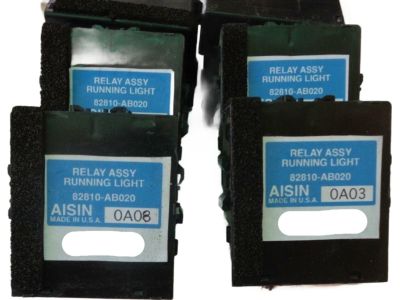 RELAY ASSY
RUNNING LIGHT
82810-AB020
RELAY ASSY
RUNNING LIGHT
82810-AB020
RELAY ASSY
RUNNING LIGHT
82810-AB020
AISIN 0A08
MADE IN U.S.A.
RELAY ASSY
RUNNING LIGHT
82810-AB020
AISIN 0A03
MADE IN U.S.A.